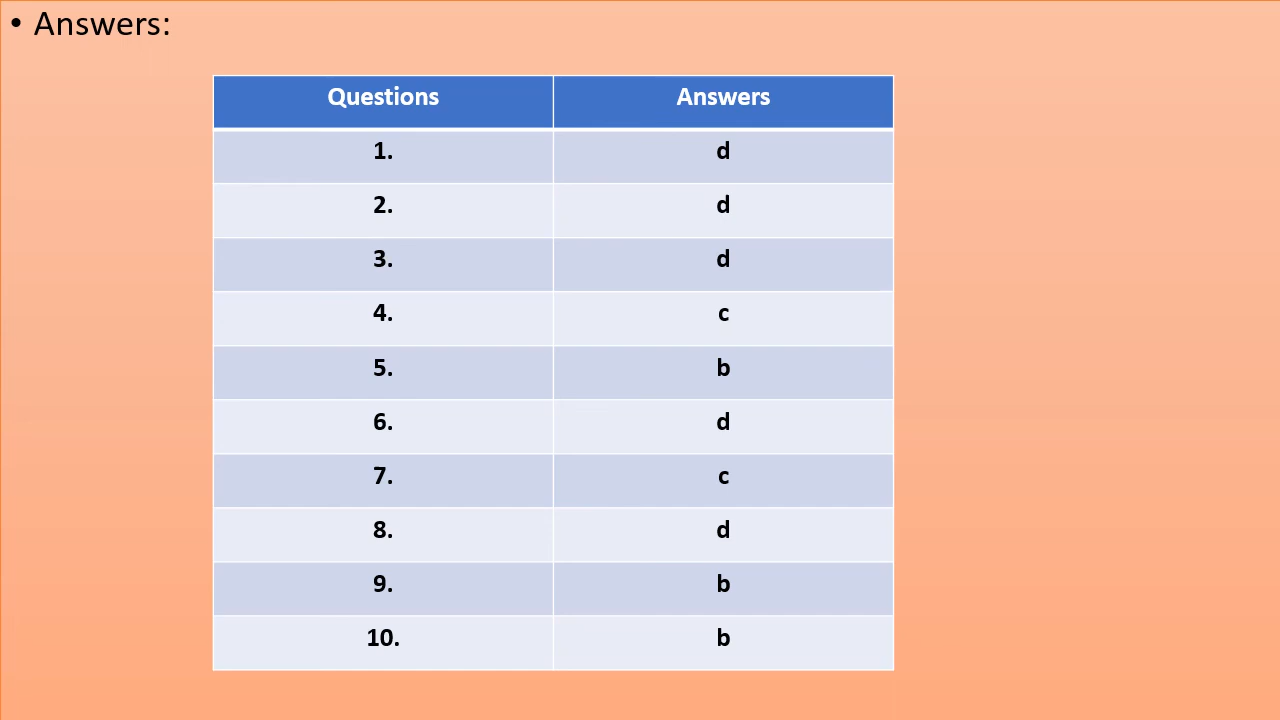 • Answers:
Questions Answers
1. d
2. d
3. d
4. c
5. b
6. d
7. c
8. d
9. b
10. b